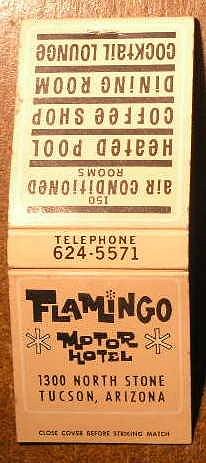 COCKTAIL LOUNGE
DINING ROOM
COFFEE SHOP
HEATED POOL
AIR CONDITIONED
ROOMS
150
TELEPHONE
624-5571
FLAMINGO
MOTOR
HOTEL
1300 NORTH STONE
TUCSON, ARIZONA
CLOSE COVER BEFORE STRIKING MATCH